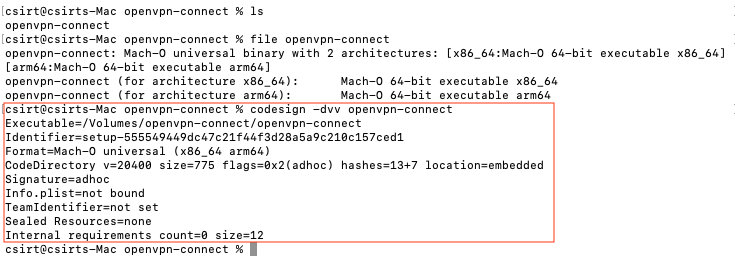 [csirt@csirts-Mac openvpn-connect % ls
openvpn-connect
[csirt@csirts-Mac openvpn-connect % file openvpn-connect
openvpn-connect: Mach-O universal binary with 2 architectures: [x86_64:Mach-O 64-bit executable x86_64]
[arm64:Mach-O 64-bit executable arm64]
openvpn-connect (for architecture x86_64):      Mach-O 64-bit executable x86_64
openvpn-connect (for architecture arm64):       Mach-O 64-bit executable arm64
[csirt@csirts-Mac openvpn-connect % codesign -dvv openvpn-connect
Executable=/Volumes/openvpn-connect/openvpn-connect
Identifier=setup-555549449dc47c21f44f3d28a5a9c210c157ced1
Format=Mach-O universal (x86_64 arm64)
CodeDirectory v=20400 size=775 flags=0x2(adhoc) hashes=13+7 location=embedded
Signature=adhoc
Info.plist=not bound
TeamIdentifier=not set
Sealed Resources=none
Internal requirements count=0 size=12
csirt@csirts-Mac openvpn-connect %